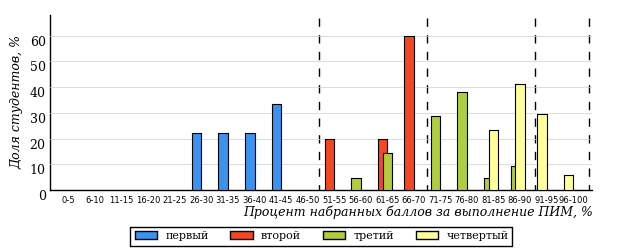 Доля студентов, %
60
50
40
30
20
10
0
0-5 6-10 11-15 16-20 21-25 26-30 31-35 36-40 41-45 46-50 51-55 56-60 61-65 66-70 71-75 76-80 81-85 86-90 91-95 96-100
Процент набранных баллов за выполнение ПИМ, %
первый второй третий четвертый